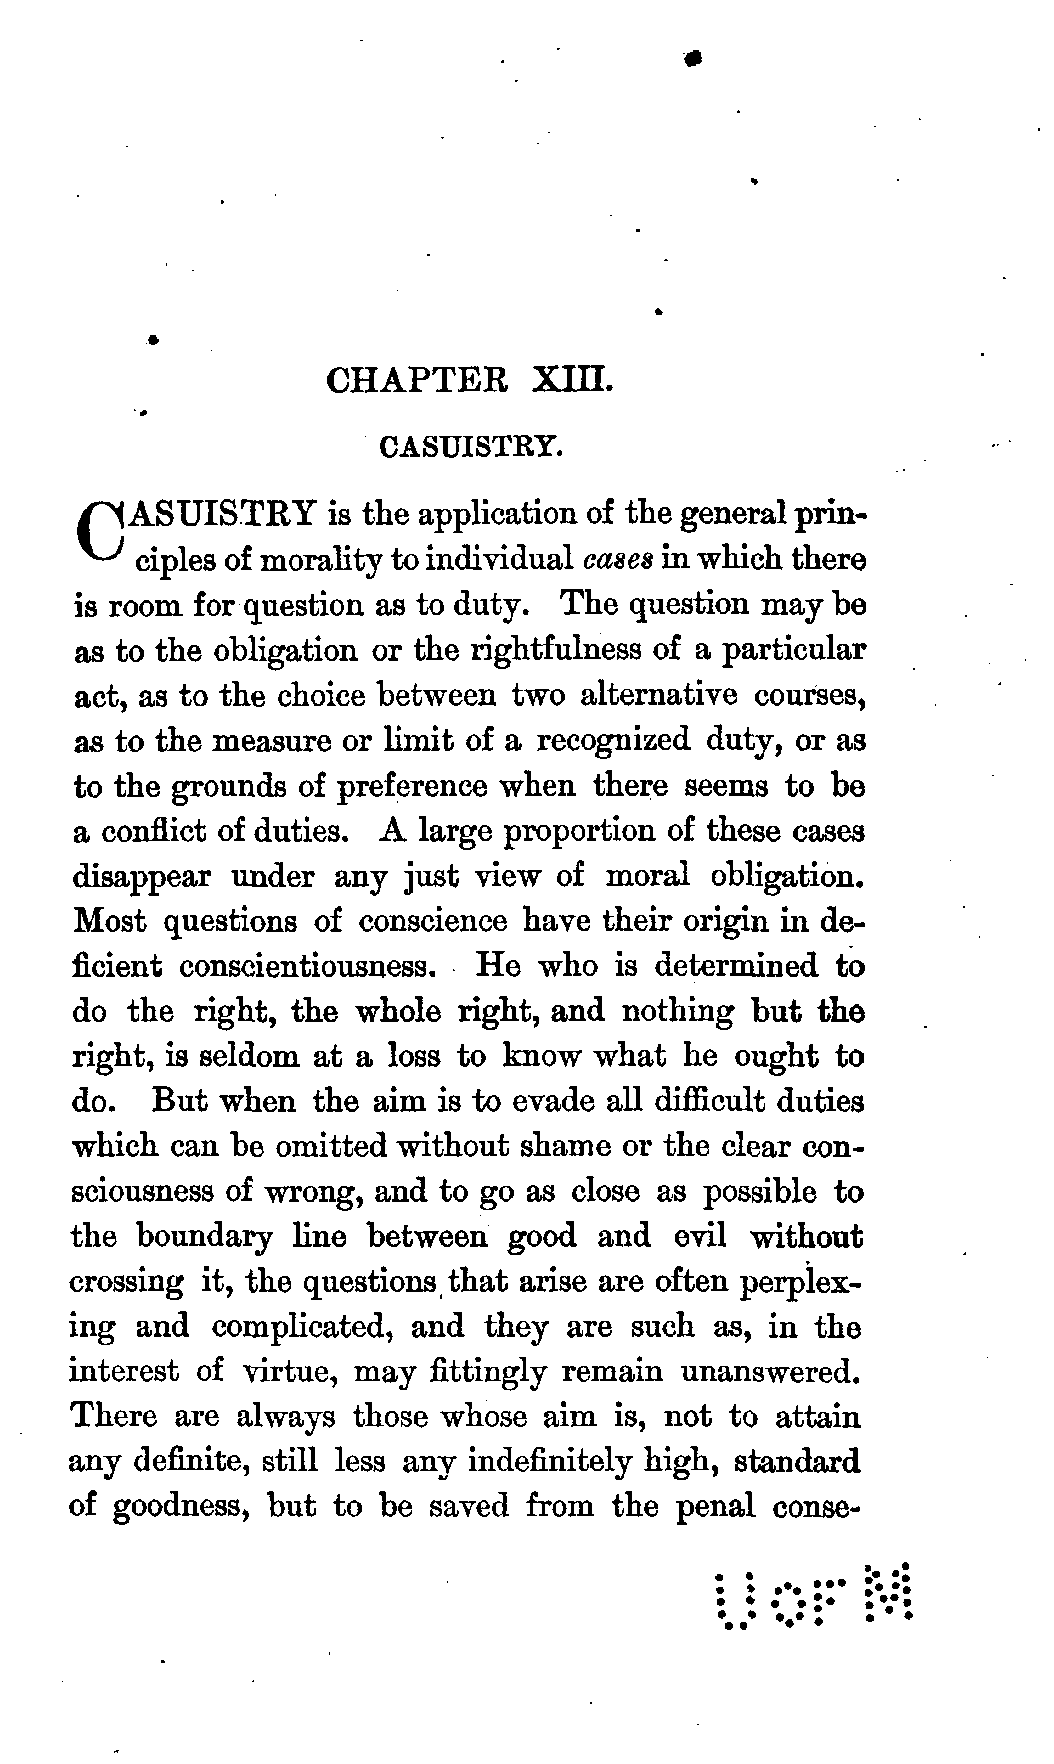 CHAPTER XIII.
CASUISTRY.
CASUISTRY is the application of the general prin-
ciples of morality to individual cases in which there
is room for question as to duty. The question may be
as to the obligation or the rightfulness of a particular
act, as to the choice between two alternative courses,
as to the measure or limit of a recognized duty, or as
to the grounds of preference when there seems to be
a conflict of duties. A large proportion of these cases
disappear under any just view of moral obligation.
Most questions of conscience have their origin in de-
ficient conscientiousness. He who is determined to
do the right, the whole right, and nothing but the
right, is seldom at a loss to know what he ought to
do. But when the aim is to evade all difficult duties
which can be omitted without shame or the clear con-
sciousness of wrong, and to go as close as possible to
the boundary line between good and evil without
crossing it, the questions that arise are often perplex-
ing and complicated, and they are such as, in the
interest of virtue, may fittingly remain unanswered.
There are always those whose aim is, not to attain
any definite, still less any indefinitely high, standard
of goodness, but to be saved from the penal conse-
U OF M